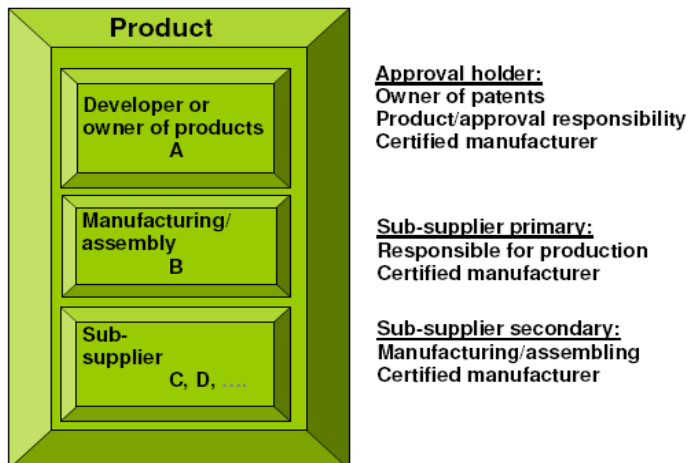 Product
Developer or
owner of products
A
Approval holder:
Owner of patents
Product/approval responsibility
Certified manufacturer
Manufacturing/
assembly
B
Sub-supplier primary:
Responsible for production
Certified manufacturer
Sub-
supplier
C, D, ....
Sub-supplier secondary:
Manufacturing/assembling
Certified manufacturer